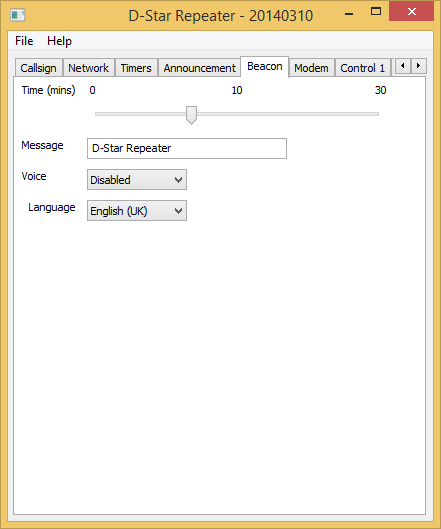 D-Star Repeater - 20140310
File Help
Callsign Network Timers Announcement Beacon Modem Control 1
Time (mins) 0 10 30
Message D-Star Repeater
Voice Disabled
Language English (UK)